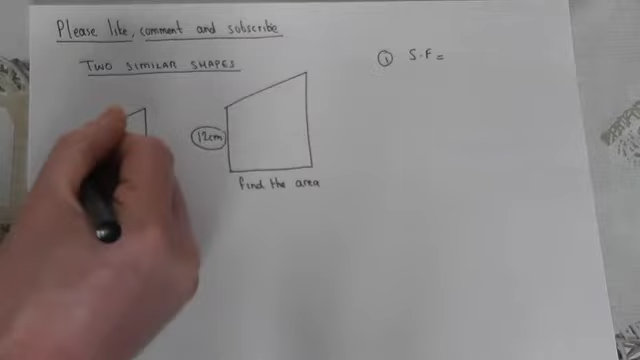 Please like, comment and subscribe
TWO SIMILAR SHAPES
① S.F =
12cm
find the area